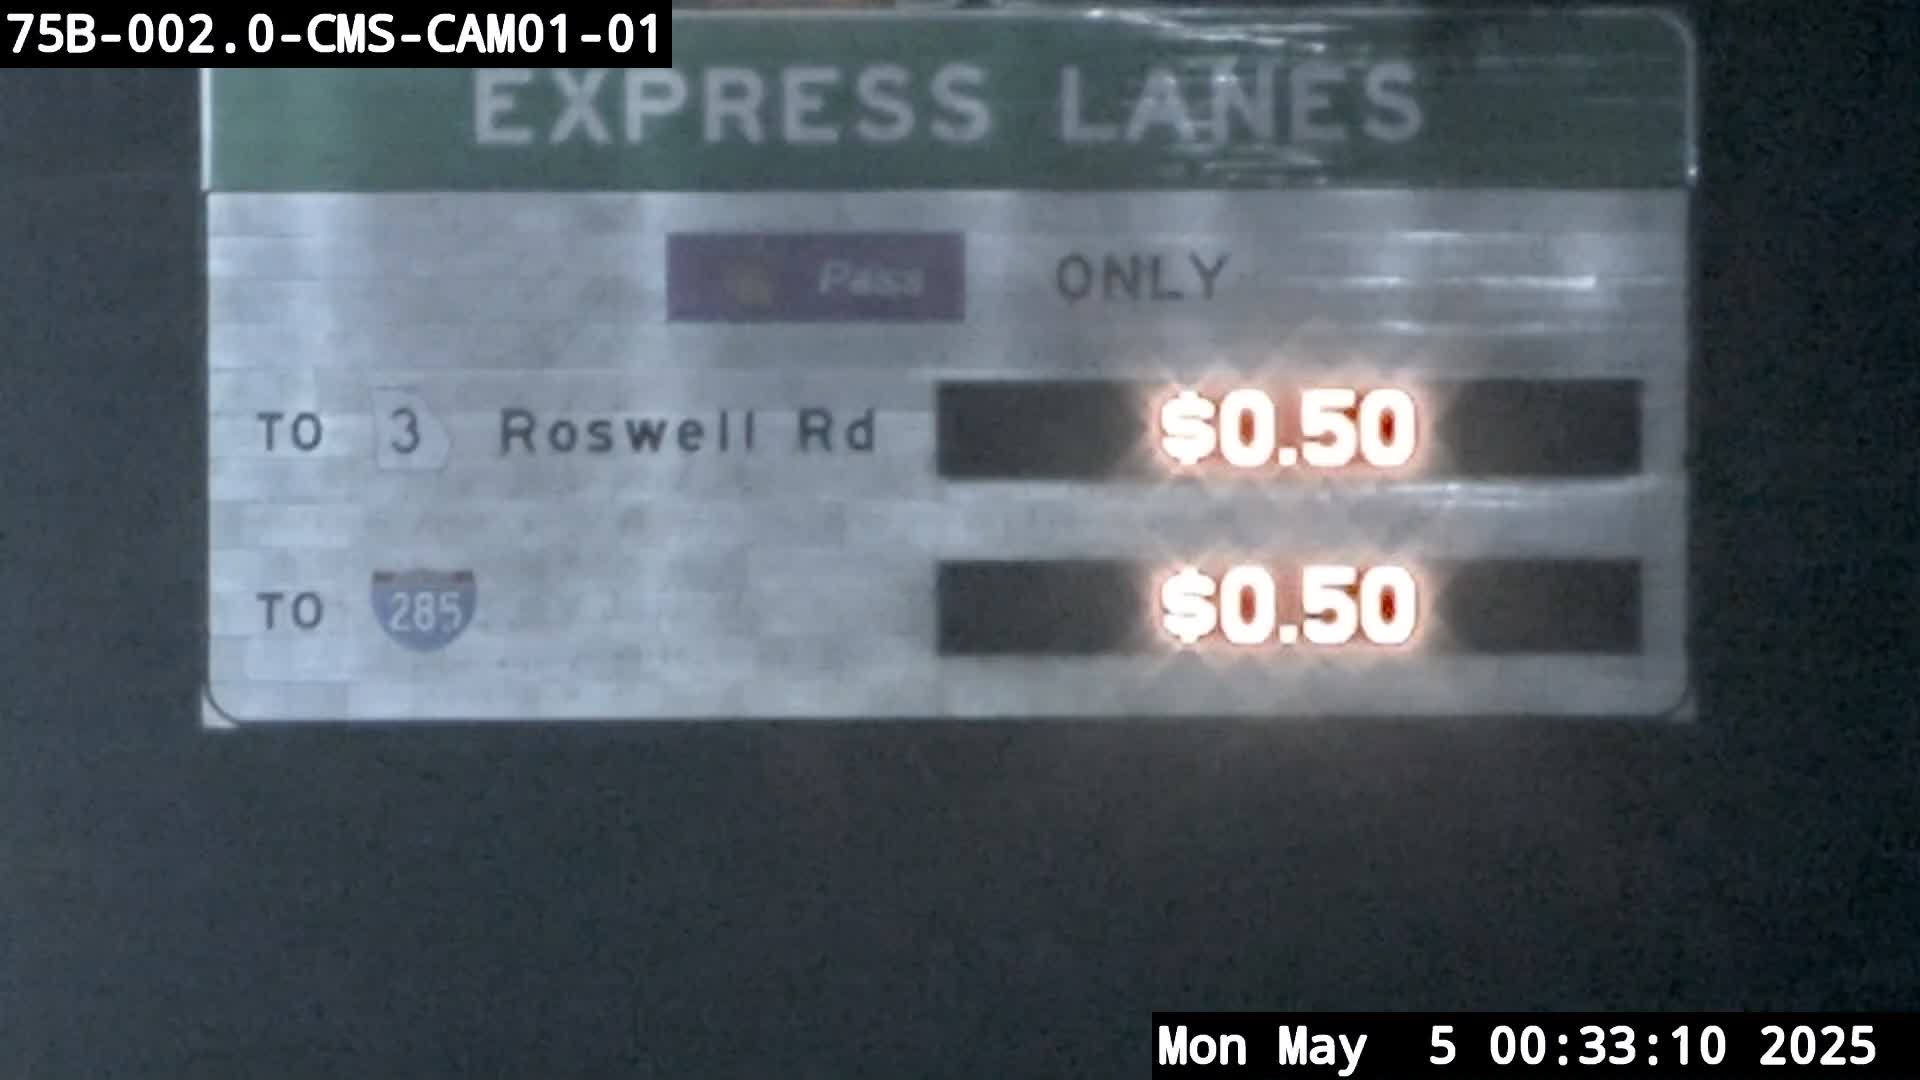 75B-002.0-CMS-CAM01-01
EXPRESS LANES
Pass ONLY
TO 3 Roswell Rd $0.50
TO 285 $0.50
Mon May 5 00:33:10 2025